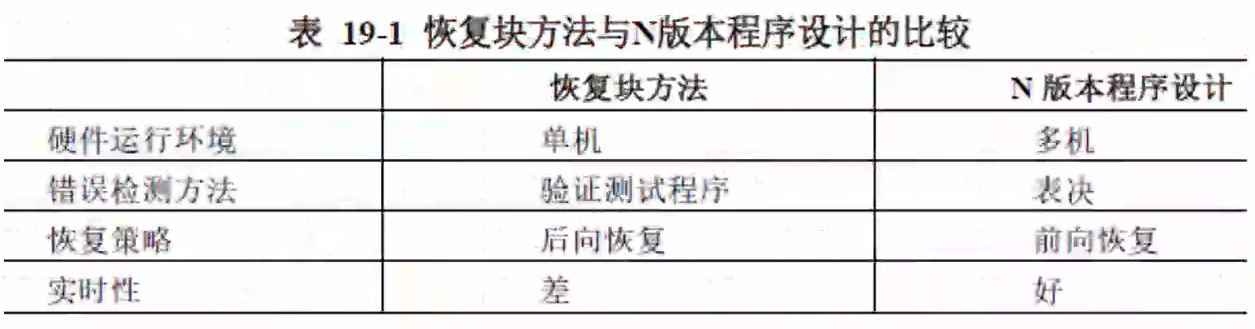 表 19-1 恢复块方法与N版本程序设计的比较
恢复块方法 N 版本程序设计
硬件运行环境 单机 多机
错误检测方法 验证测试程序 表决
恢复策略 后向恢复 前向恢复
实时性 差 好